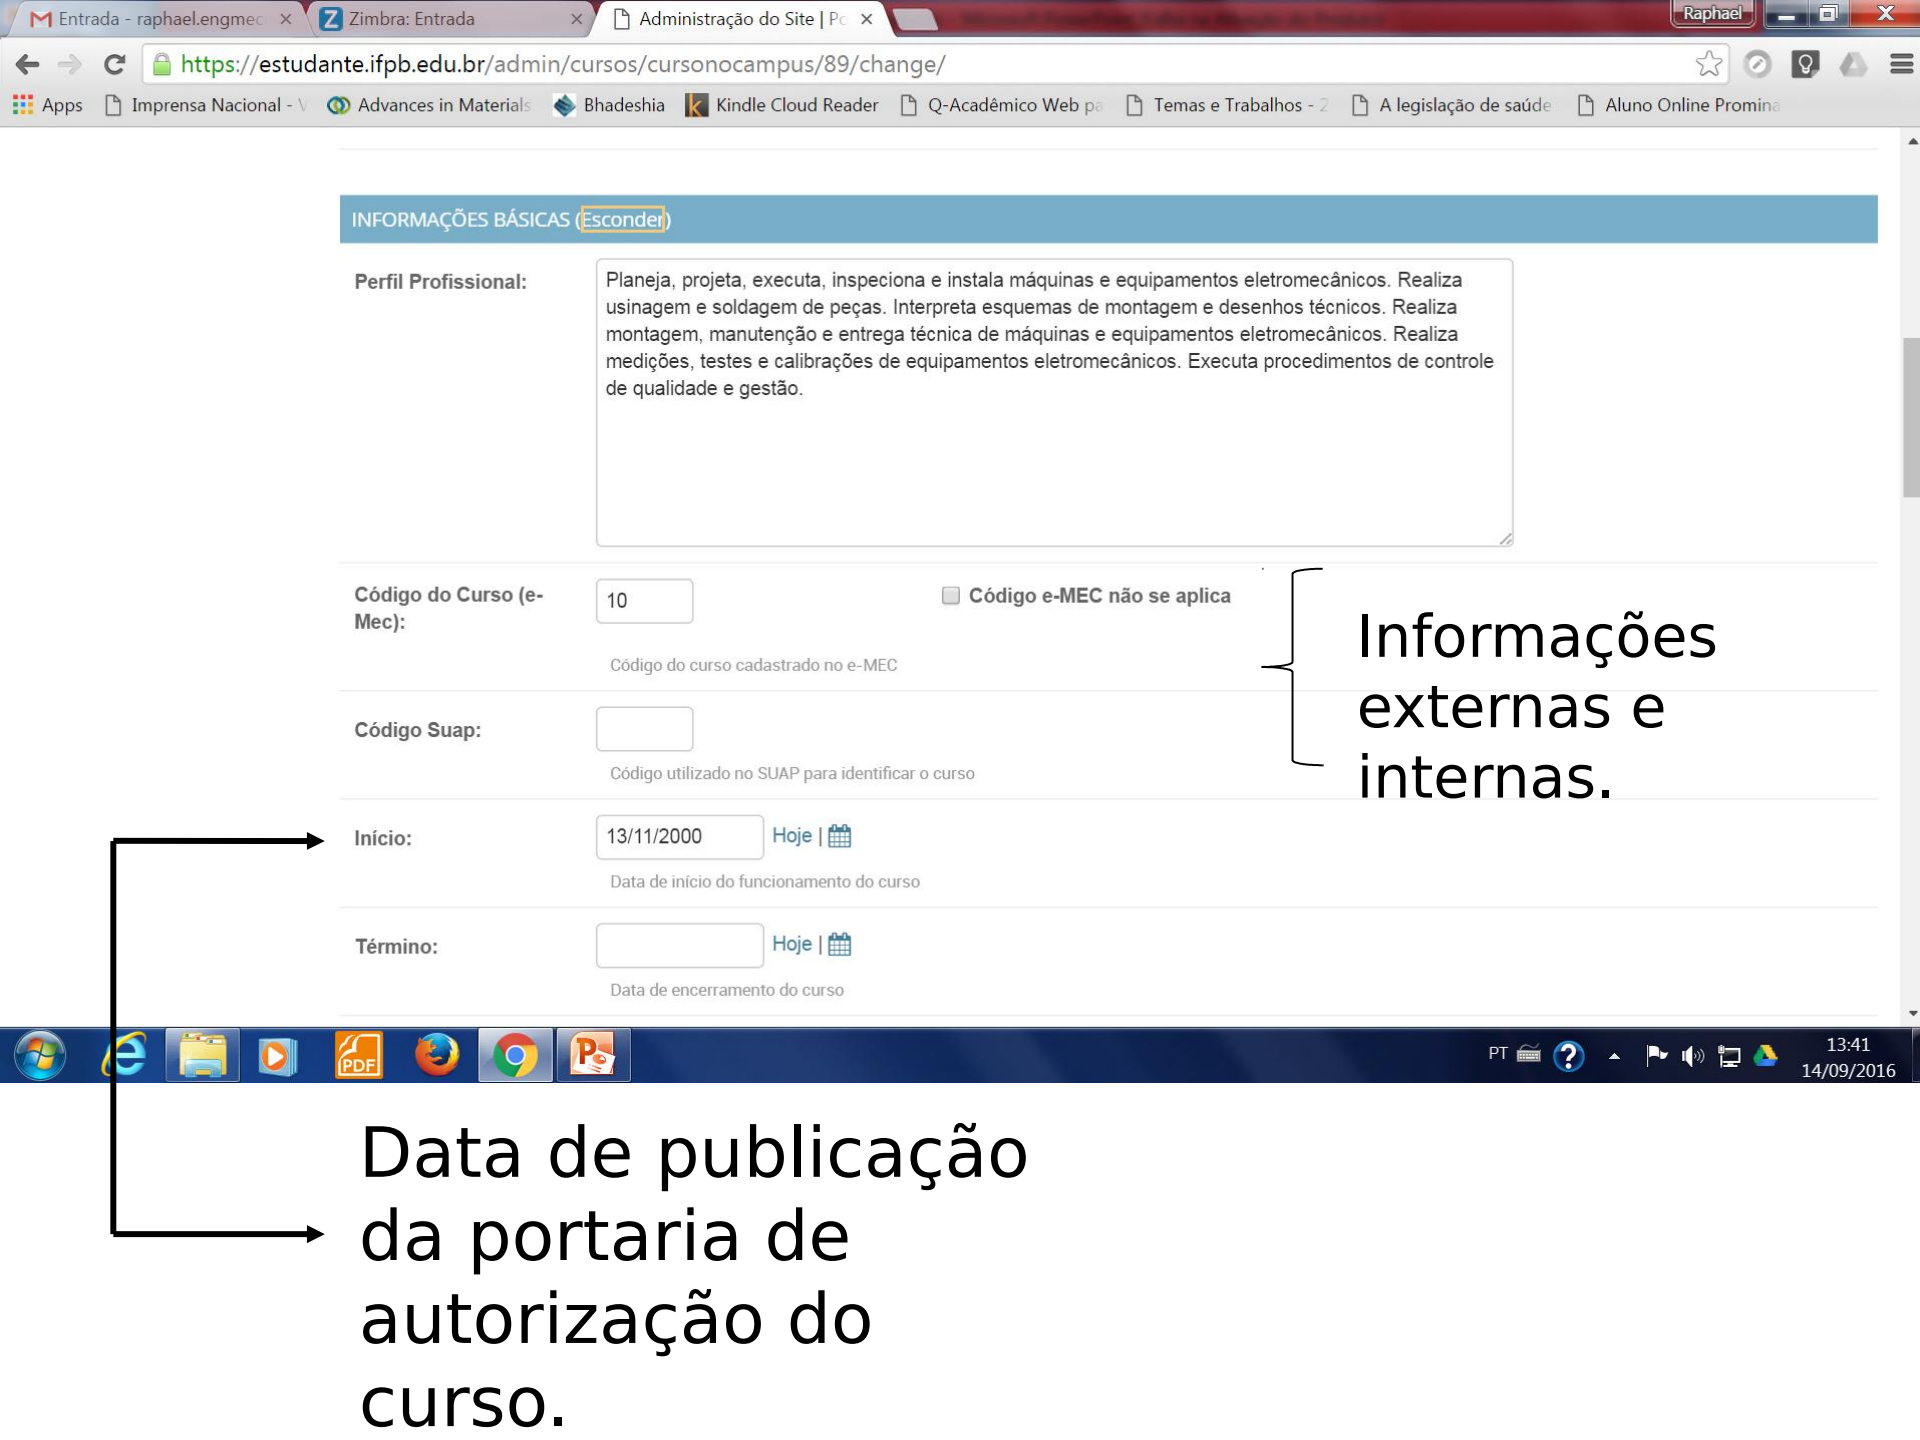 Entrada - raphael.engmec
Zimbra: Entrada
Administração do Site | Po
Raphael
https://estudante.ifpb.edu.br/admin/cursos/cursonocampus/89/change/
Apps
Imprensa Nacional - V
Advances in Materials
Bhadeshia
Kindle Cloud Reader
Q-Acadêmico Web pa
Temas e Trabalhos - 2
A legislação de saúde
Aluno Online Promina
INFORMAÇÕES BÁSICAS (Esconder)
Perfil Profissional:
Planeja, projeta, executa, inspeciona e instala máquinas e equipamentos eletromecânicos. Realiza
usinagem e soldagem de peças. Interpreta esquemas de montagem e desenhos técnicos. Realiza
montagem, manutenção e entrega técnica de máquinas e equipamentos eletromecânicos. Realiza
medições, testes e calibrações de equipamentos eletromecânicos. Executa procedimentos de controle
de qualidade e gestão.
Código do Curso (e-
Mec):
10
Código e-MEC não se aplica
Código do curso cadastrado no e-MEC
Informações
externas e
internas.
Código Suap:
Código utilizado no SUAP para identificar o curso
Início:
13/11/2000
Hoje |
Data de início do funcionamento do curso
Término:
Hoje |
Data de encerramento do curso
PDF
PT
13:41
14/09/2016
Data de publicação
da portaria de
autorização do
curso.